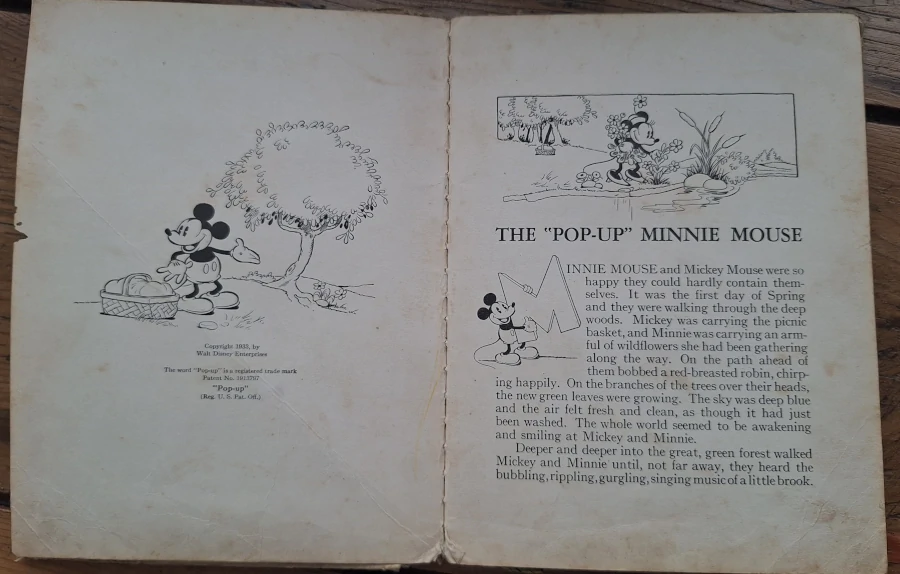 Copyright 1933, by
Walt Disney Enterprises
The word "Pop-up" is a registered trade mark
Patent No. 1913797
"Pop-up"
(Reg. U. S. Pat. Off.)
THE "POP-UP" MINNIE MOUSE
MINNIE MOUSE and Mickey Mouse were so
happy they could hardly contain them-
selves. It was the first day of Spring
and they were walking through the deep
woods. Mickey was carrying the picnic
basket, and Minnie was carrying an arm-
ful of wildflowers she had been gathering
along the way. On the path ahead of
them bobbed a red-breasted robin, chirp-
ing happily. On the branches of the trees over their heads,
the new green leaves were growing. The sky was deep blue
and the air felt fresh and clean, as though it had just
been washed. The whole world seemed to be awakening
and smiling at Mickey and Minnie.
Deeper and deeper into the great, green forest walked
Mickey and Minnie until, not far away, they heard the
bubbling, rippling, gurgling, singing music of a little brook.